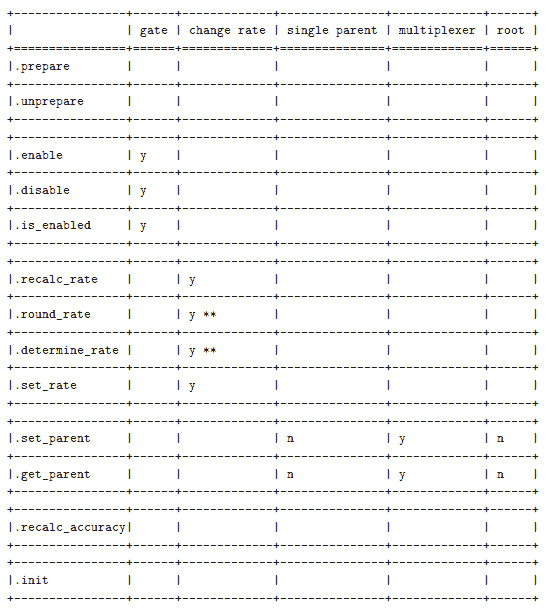 +----------------+------+-------------+---------------+-------------+------+
|                | gate | change rate | single parent | multiplexer | root |
+================+======+=============+===============+=============+======+
|.prepare        |      |             |               |             |      |
+----------------+------+-------------+---------------+-------------+------+
|.unprepare      |      |             |               |             |      |
+----------------+------+-------------+---------------+-------------+------+
+----------------+------+-------------+---------------+-------------+------+
|.enable         | y    |             |               |             |      |
+----------------+------+-------------+---------------+-------------+------+
|.disable        | y    |             |               |             |      |
+----------------+------+-------------+---------------+-------------+------+
|.is_enabled     | y    |             |               |             |      |
+----------------+------+-------------+---------------+-------------+------+
+----------------+------+-------------+---------------+-------------+------+
|.recalc_rate    |      | y           |               |             |      |
+----------------+------+-------------+---------------+-------------+------+
|.round_rate     |      | y **        |               |             |      |
+----------------+------+-------------+---------------+-------------+------+
|.determine_rate |      | y **        |               |             |      |
+----------------+------+-------------+---------------+-------------+------+
|.set_rate       |      | y           |               |             |      |
+----------------+------+-------------+---------------+-------------+------+
+----------------+------+-------------+---------------+-------------+------+
|.set_parent     |      |             | n             | y           | n    |
+----------------+------+-------------+---------------+-------------+------+
|.get_parent     |      |             | n             | y           | n    |
+----------------+------+-------------+---------------+-------------+------+
+----------------+------+-------------+---------------+-------------+------+
|.recalc_accuracy|      |             |               |             |      |
+----------------+------+-------------+---------------+-------------+------+
+----------------+------+-------------+---------------+-------------+------+
|.init           |      |             |               |             |      |
+----------------+------+-------------+---------------+-------------+------+